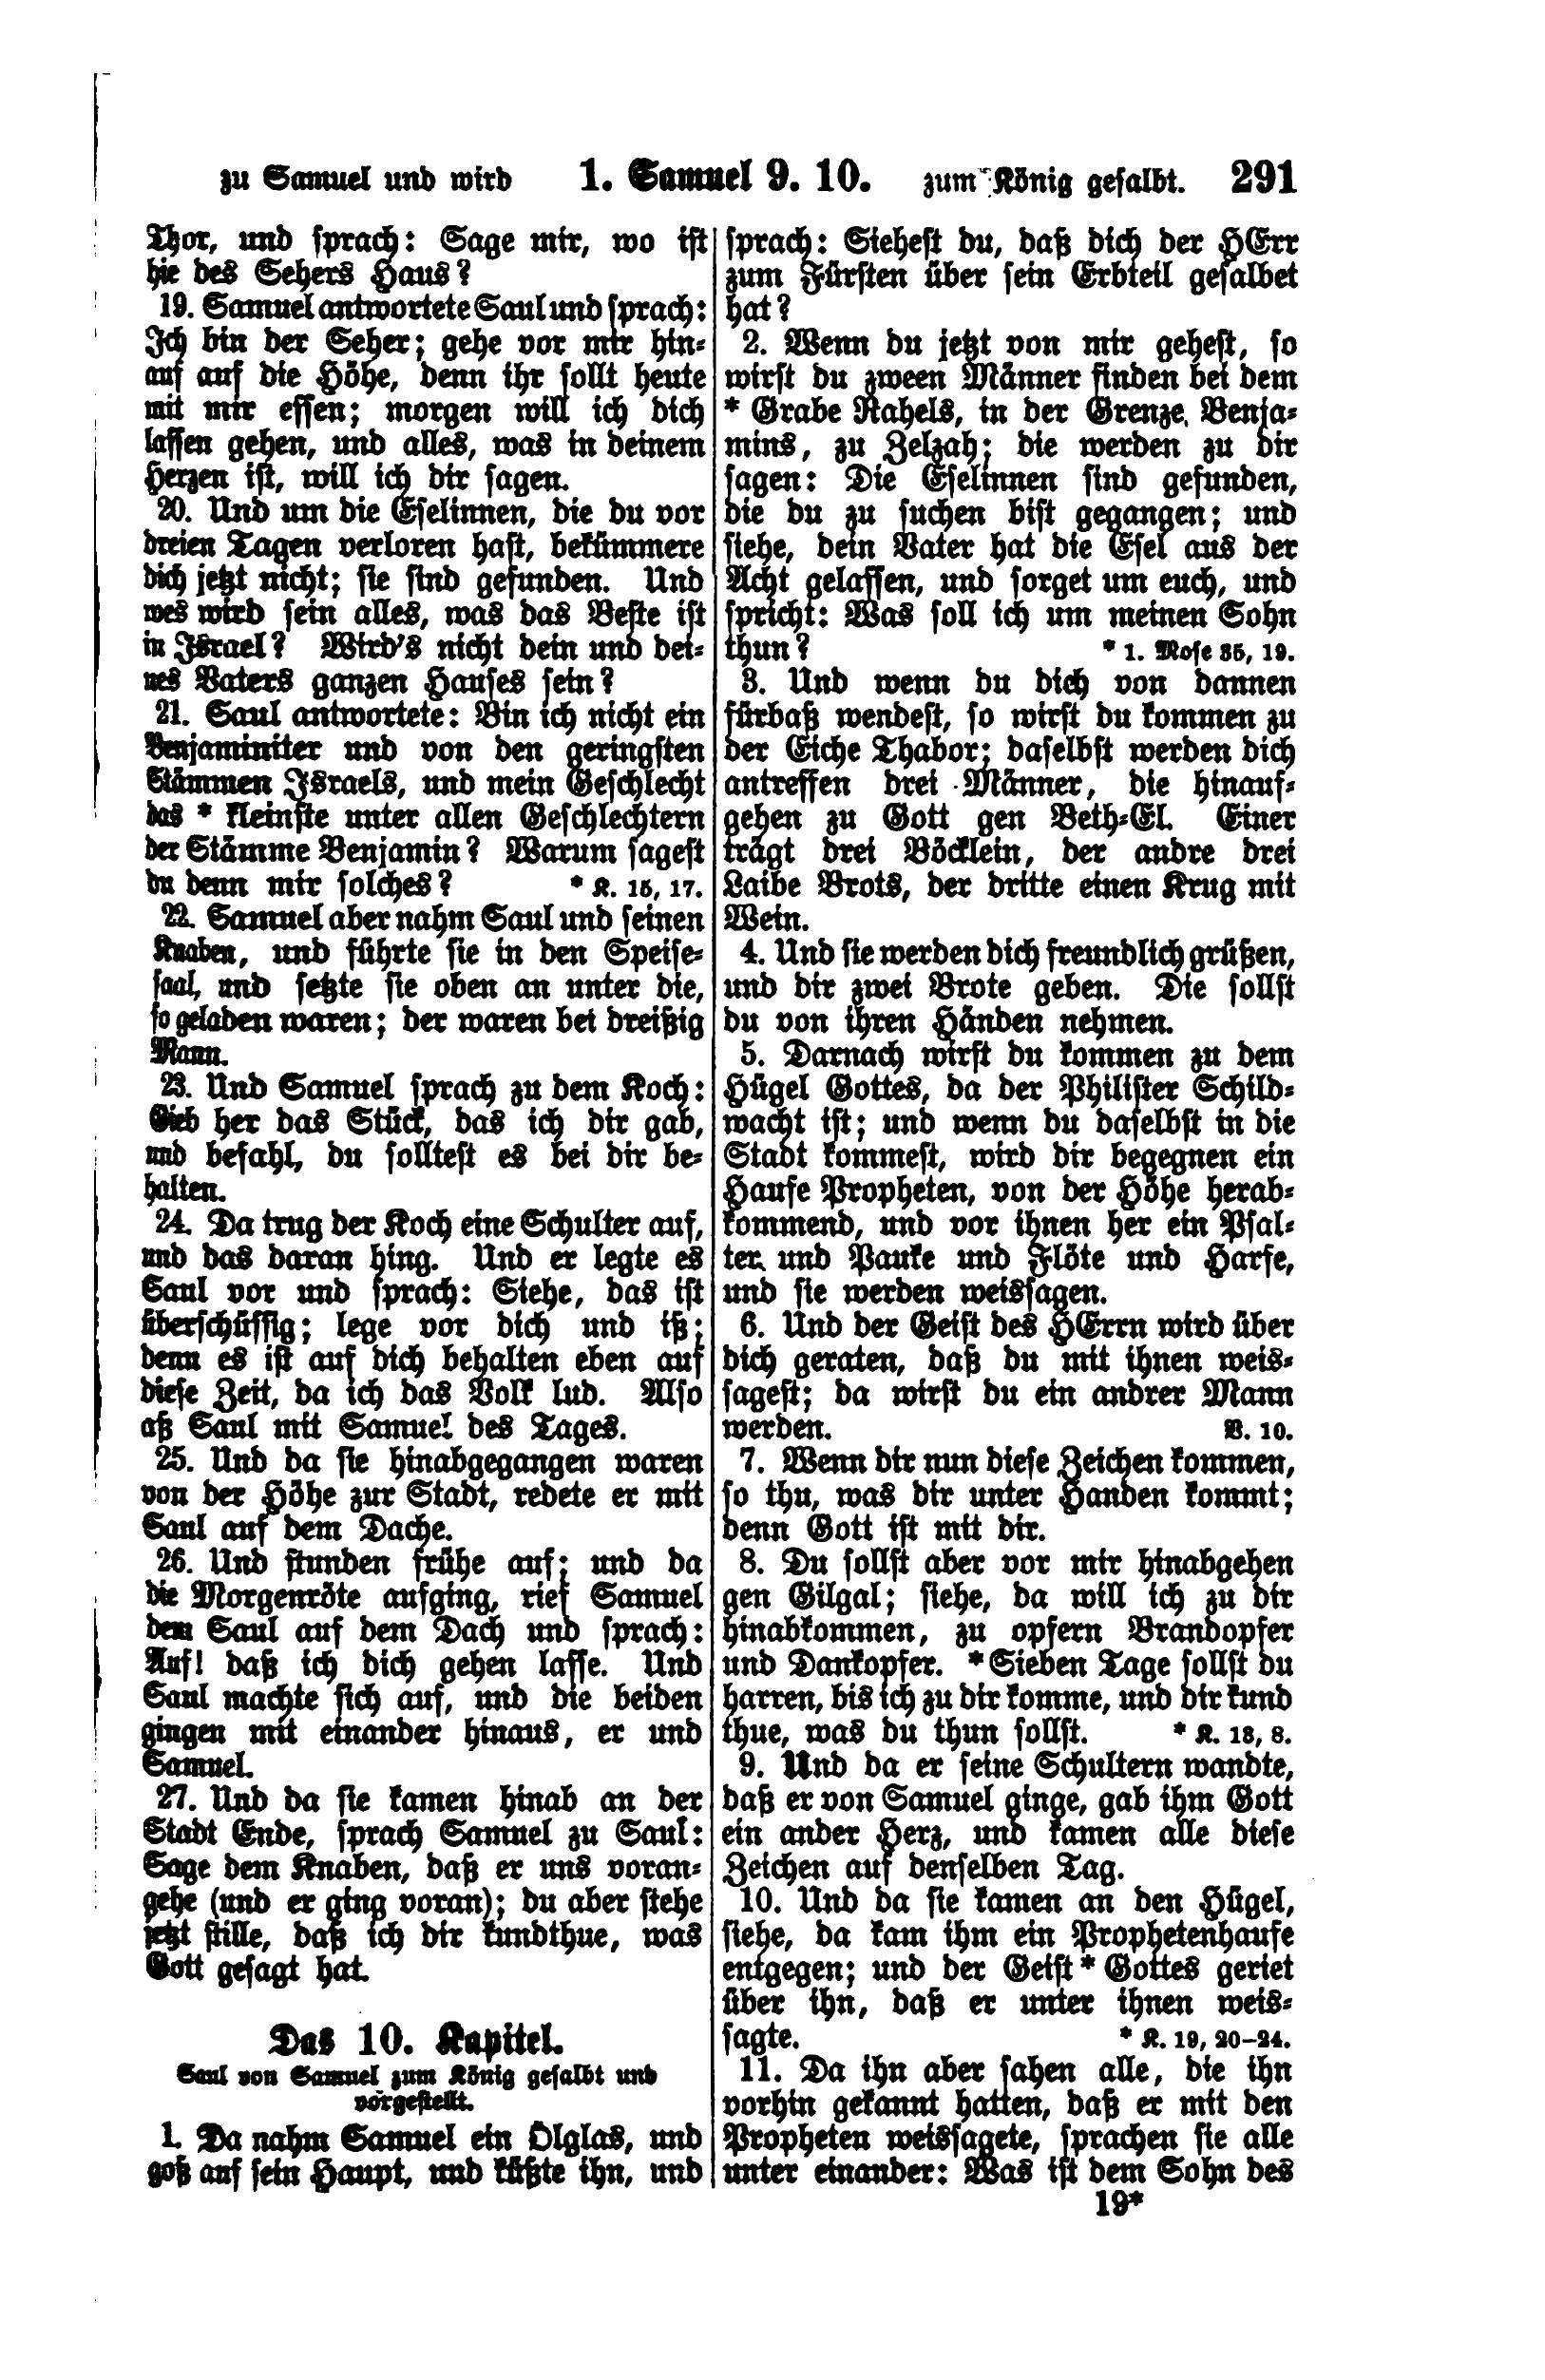 zu Samuel und wird 1. Samuel 9. 10. zum König gesalbt. 291
Thor, und sprach: Sage mir, wo ist
hie des Sehers Haus?
19. Samuel antwortete Saul und sprach:
Ich bin der Seher; gehe vor mir hin-
auf auf die Höhe, denn ihr sollt heute
mit mir essen; morgen will ich dich
lassen gehen, und alles, was in deinem
Herzen ist, will ich dir sagen.
20. Und um die Eselinnen, die du vor
dreien Tagen verloren hast, bekümmere
dich jetzt nicht; sie sind gefunden. Und
wes wird sein alles, was das Beste ist
in Israel? Wird's nicht dein und dei-
nes Vaters ganzen Hauses sein?
21. Saul antwortete: Bin ich nicht ein
Benjaminiter und von den geringsten
Stämmen Israels, und mein Geschlecht
das * kleinste unter allen Geschlechtern
der Stämme Benjamin? Warum sagest
du denn mir solches? * K. 15, 17.
22. Samuel aber nahm Saul und seinen
Knaben, und führte sie in den Speise-
saal, und setzte sie oben an unter die,
so geladen waren; der waren bei dreißig
Mann.
23. Und Samuel sprach zu dem Koch:
Gieb her das Stück, das ich dir gab,
und befahl, du solltest es bei dir be-
halten.
24. Da trug der Koch eine Schulter auf,
und das daran hing. Und er legte es
Saul vor und sprach: Siehe, das ist
überschüssig; lege vor dich und iß;
denn es ist auf dich behalten eben auf
diese Zeit, da ich das Volk lud. Also
aß Saul mit Samuel des Tages.
25. Und da sie hinabgegangen waren
von der Höhe zur Stadt, redete er mit
Saul auf dem Dache.
26. Und stunden frühe auf; und da
die Morgenröte aufging, rief Samuel
dem Saul auf dem Dach und sprach:
Auf! daß ich dich gehen lasse. Und
Saul machte sich auf, und die beiden
gingen mit einander hinaus, er und
Samuel.
27. Und da sie kamen hinab an der
Stadt Ende, sprach Samuel zu Saul:
Sage dem Knaben, daß er uns voran-
gehe (und er ging voran); du aber stehe
jetzt stille, daß ich dir kundthue, was
Gott gesagt hat.
Das 10. Kapitel.
Saul von Samuel zum König gesalbt und
vorgestellt.
1. Da nahm Samuel ein Ölglas, und
goß auf sein Haupt, und küßte ihn, und
sprach: Siehest du, daß dich der HErr
zum Fürsten über sein Erbteil gesalbet
hat?
2. Wenn du jetzt von mir gehest, so
wirst du zween Männer finden bei dem
* Grabe Rahels, in der Grenze Benja-
mins, zu Zelzah; die werden zu dir
sagen: Die Eselinnen sind gefunden,
die du zu suchen bist gegangen; und
siehe, dein Vater hat die Esel aus der
Acht gelassen, und sorget um euch, und
spricht: Was soll ich um meinen Sohn
thun? * 1. Mose 35, 19.
3. Und wenn du dich von dannen
fürbaß wendest, so wirst du kommen zu
der Eiche Thabor; daselbst werden dich
antreffen drei Männer, die hinauf-
gehen zu Gott gen Beth-El. Einer
trägt drei Böcklein, der andre drei
Laibe Brots, der dritte einen Krug mit
Wein.
4. Und sie werden dich freundlich grüßen,
und dir zwei Brote geben. Die sollst
du von ihren Händen nehmen.
5. Darnach wirst du kommen zu dem
Hügel Gottes, da der Philister Schild-
wacht ist; und wenn du daselbst in die
Stadt kommest, wird dir begegnen ein
Haufe Propheten, von der Höhe herab-
kommend, und vor ihnen her ein Psal-
ter und Pauke und Flöte und Harfe,
und sie werden weissagen.
6. Und der Geist des HErrn wird über
dich geraten, daß du mit ihnen weis-
sagest; da wirst du ein andrer Mann
werden. V. 10.
7. Wenn dir nun diese Zeichen kommen,
so thu, was dir unter Handen kommt;
denn Gott ist mit dir.
8. Du sollst aber vor mir hinabgehen
gen Gilgal; siehe, da will ich zu dir
hinabkommen, zu opfern Brandopfer
und Dankopfer. * Sieben Tage sollst du
harren, bis ich zu dir komme, und dir kund
thue, was du thun sollst. * K. 13, 8.
9. Und da er seine Schultern wandte,
daß er von Samuel ginge, gab ihm Gott
ein ander Herz, und kamen alle diese
Zeichen auf denselben Tag.
10. Und da sie kamen an den Hügel,
siehe, da kam ihm ein Prophetenhaufe
entgegen; und der Geist * Gottes geriet
über ihn, daß er unter ihnen weis-
sagte. * K. 19, 20-24.
11. Da ihn aber sahen alle, die ihn
vorhin gekannt hatten, daß er mit den
Propheten weissagete, sprachen sie alle
unter einander: Was ist dem Sohn des
19*